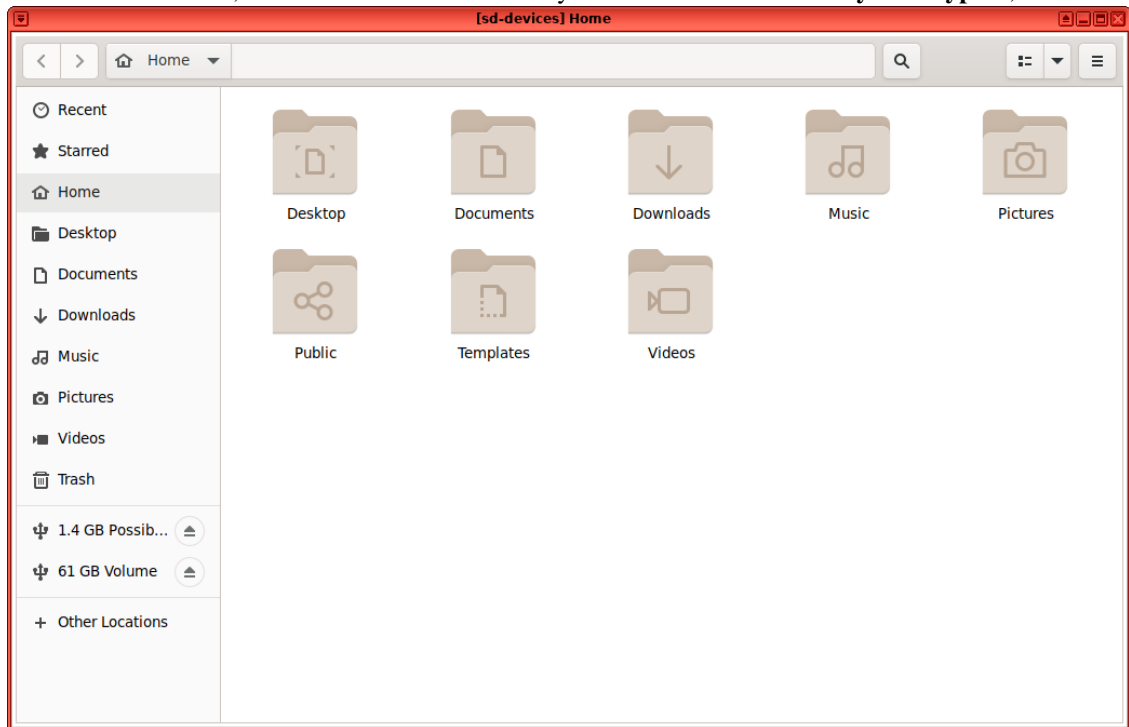 [sd-devices] Home
Home
Recent
Starred
Home
Desktop
Documents
Downloads
Music
Pictures
Videos
Trash
1.4 GB Possib...
61 GB Volume
Other Locations
Desktop Documents Downloads Music Pictures
Public Templates Videos